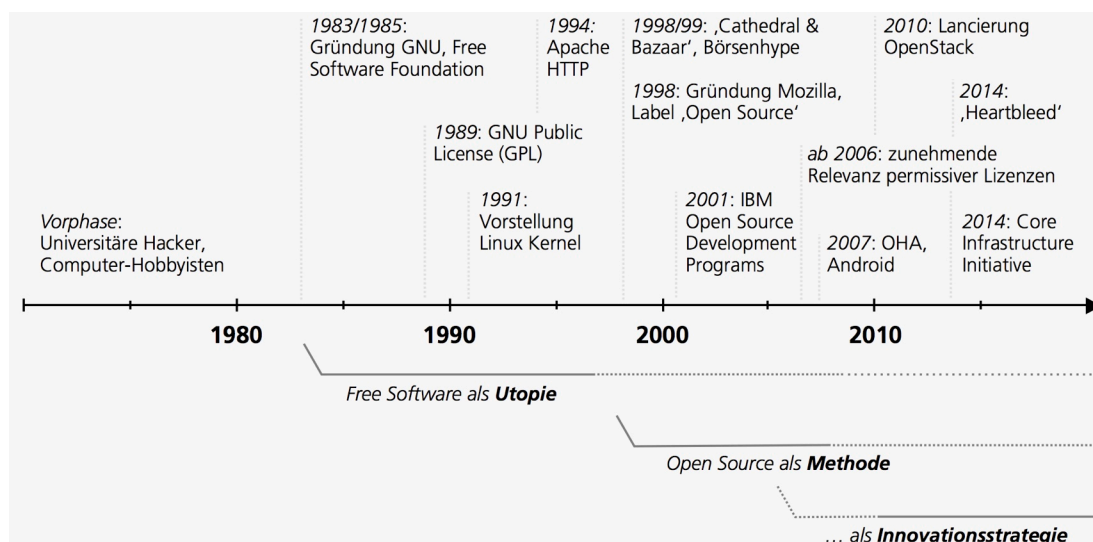 1983/1985:
Gründung GNU, Free
Software Foundation
1994:
Apache
HTTP
1998/99: ‚Cathedral &
Bazaar‘, Börsenhype
2010: Lancierung
OpenStack
1998: Gründung Mozilla,
Label ‚Open Source‘
2014:
‚Heartbleed‘
1989: GNU Public
License (GPL)
ab 2006: zunehmende
Relevanz permissiver Lizenzen
Vorphase:
Universitäre Hacker,
Computer-Hobbyisten
1991:
Vorstellung
Linux Kernel
2001: IBM
Open Source
Development
Programs
2007: OHA,
Android
2014: Core
Infrastructure
Initiative
1980
1990
2000
2010
Free Software als Utopie
Open Source als Methode
... als Innovationsstrategie